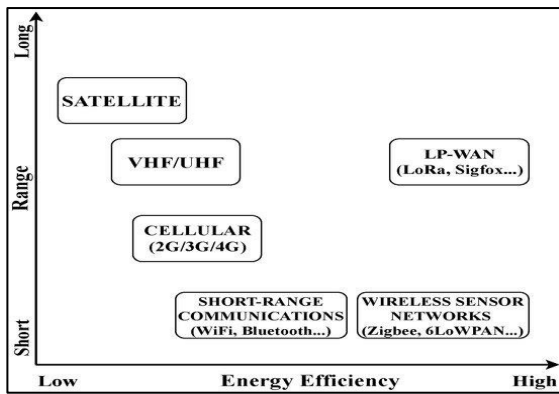 Long
Range
Short
SATELLITE
VHF/UHF
LP-WAN
(LoRa, Sigfox...)
CELLULAR
(2G/3G/4G)
SHORT-RANGE
COMMUNICATIONS
(WiFi, Bluetooth...)
WIRELESS SENSOR
NETWORKS
(Zigbee, 6LoWPAN...)
Low
Energy Efficiency
High